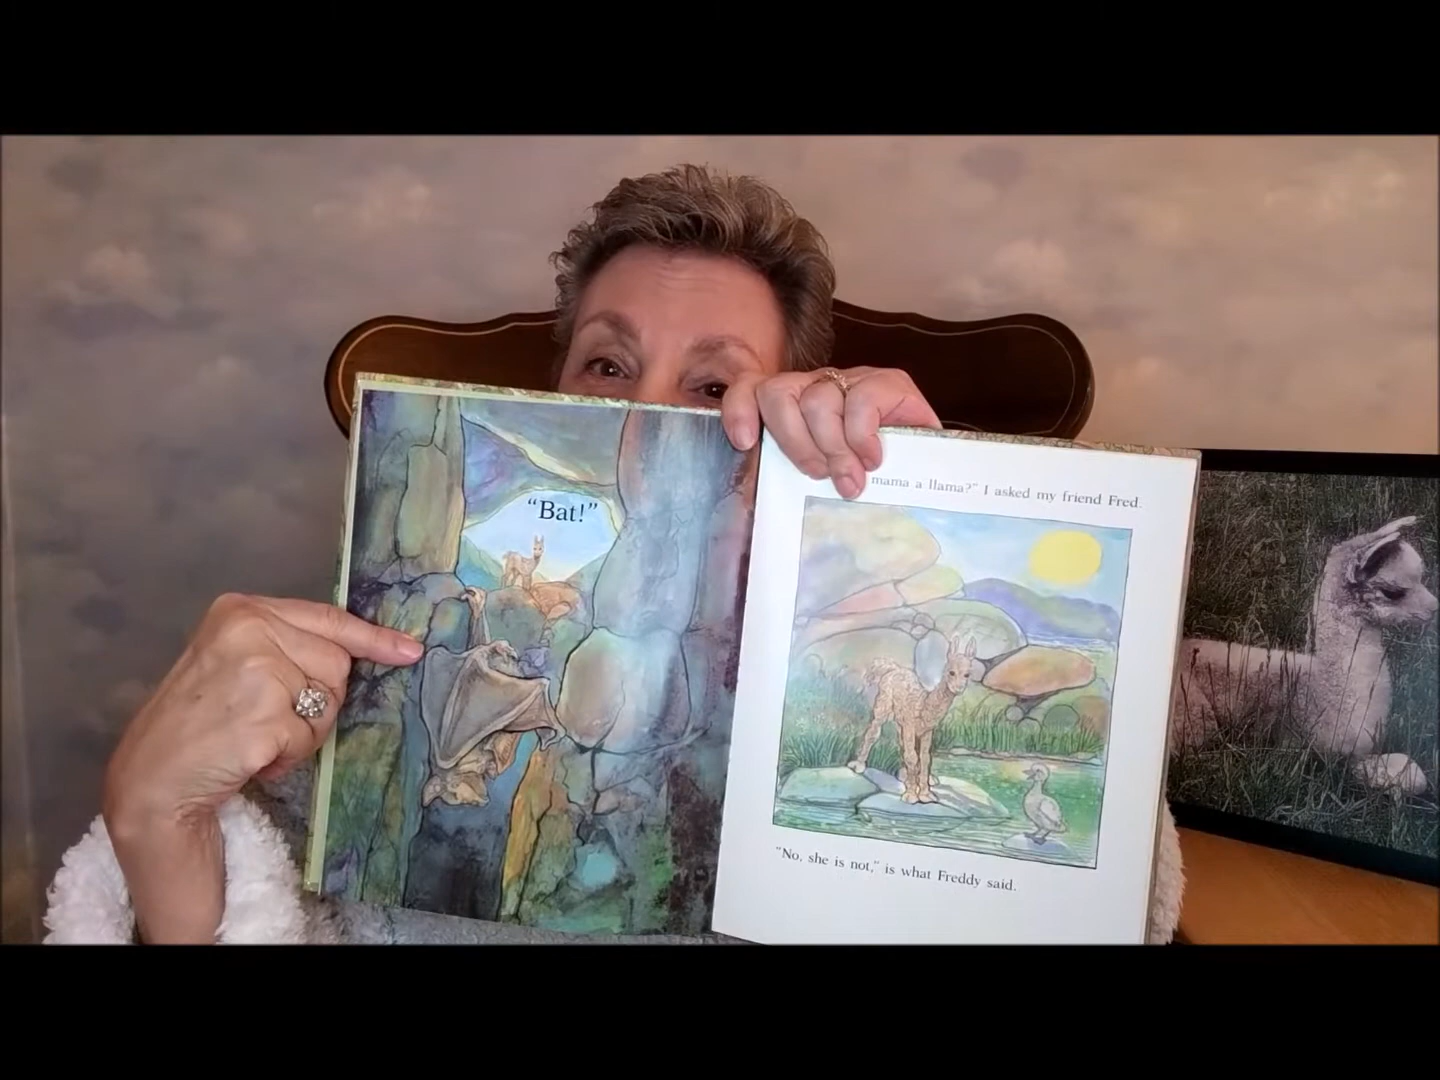 “Bat!”
mama a llama?” I asked my friend Fred.
“No, she is not,” is what Freddy said.